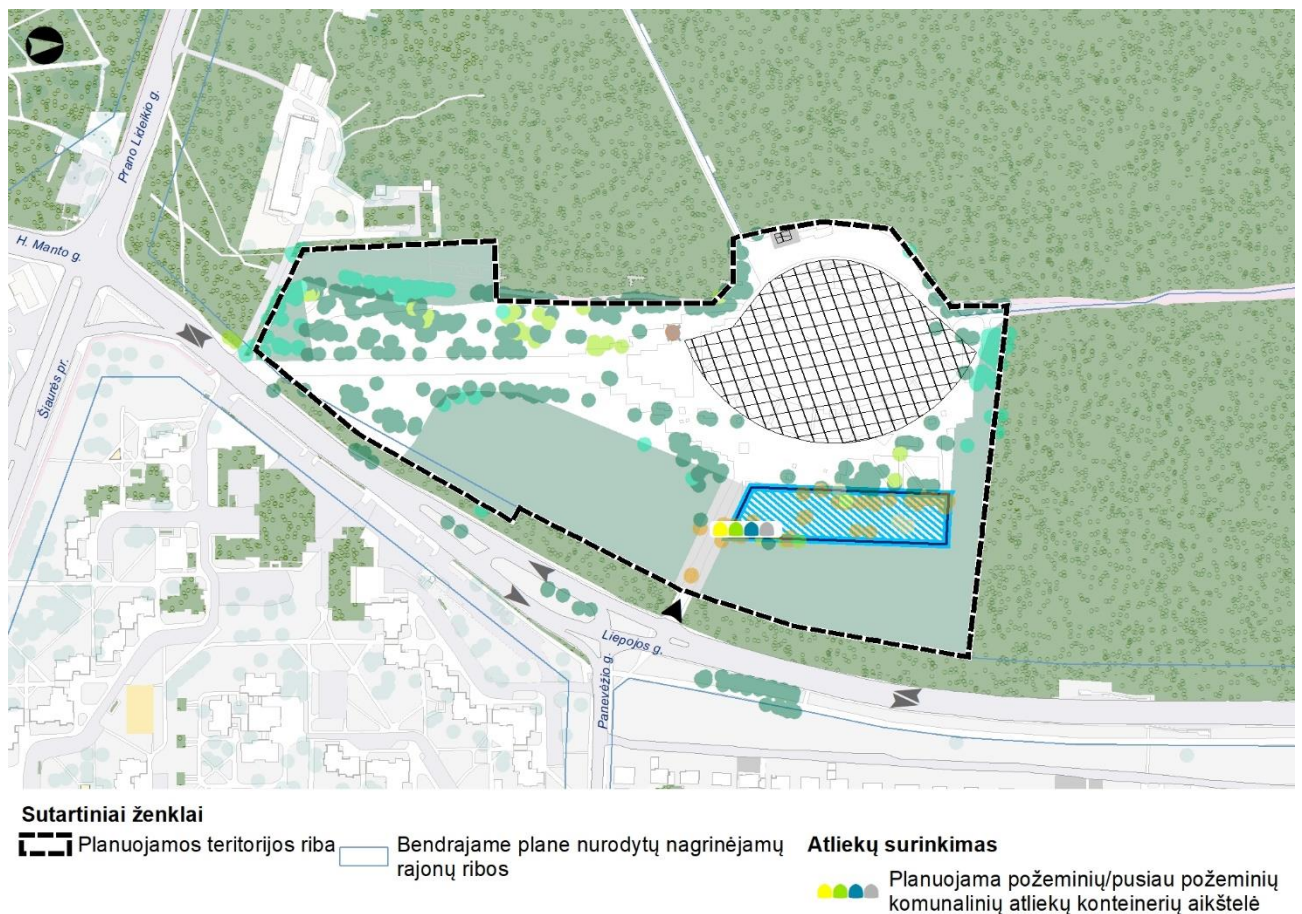 Prano Lideikio g.
H. Manto g.
Šiaurės pr.
Liepojos g.
Panevėžio g.
Sutartiniai ženklai
Planuojamos teritorijos riba
Bendrajame plane nurodytų nagrinėjamų
rajonų ribos
Atliekų surinkimas
Planuojama požeminių/pusiau požeminių
komunalinių atliekų konteinerių aikštelė